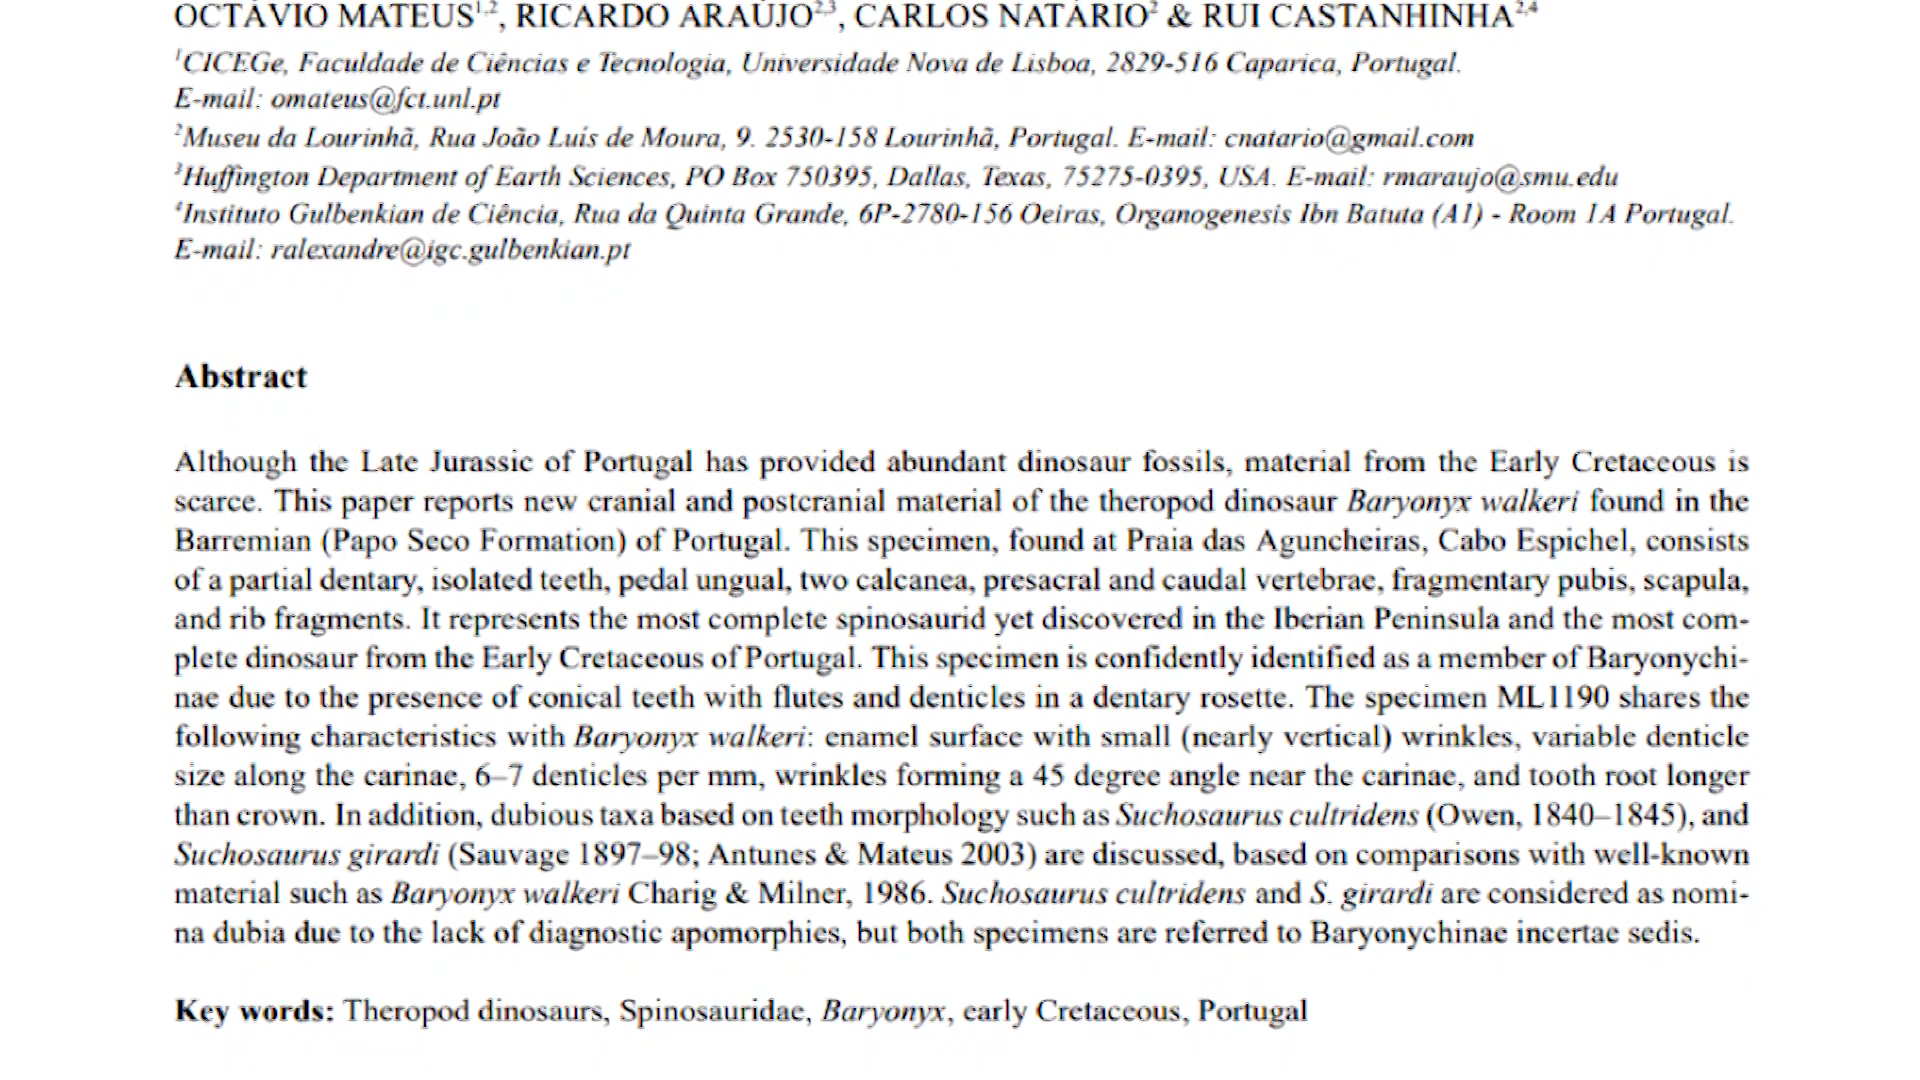 OCTÁVIO MATEUS1,2, RICARDO ARAÚJO2,3, CARLOS NATÁRIO2 & RUI CASTANHINHA2,4
1CICEGe, Faculdade de Ciências e Tecnologia, Universidade Nova de Lisboa, 2829-516 Caparica, Portugal.
E-mail: omateus@fct.unl.pt
2Museu da Lourinhã, Rua João Luis de Moura, 9. 2530-158 Lourinhã, Portugal. E-mail: cnatario@gmail.com
3Huffington Department of Earth Sciences, PO Box 750395, Dallas, Texas, 75275-0395, USA. E-mail: rmaraujo@smu.edu
4Instituto Gulbenkian de Ciência, Rua da Quinta Grande, 6P-2780-156 Oeiras, Organogenesis Ibn Batuta (A1) - Room 1A Portugal.
E-mail: ralexandre@igc.gulbenkian.pt
Abstract
Although the Late Jurassic of Portugal has provided abundant dinosaur fossils, material from the Early Cretaceous is
scarce. This paper reports new cranial and postcranial material of the theropod dinosaur Baryonyx walkeri found in the
Barremian (Papo Seco Formation) of Portugal. This specimen, found at Praia das Aguncheiras, Cabo Espichel, consists
of a partial dentary, isolated teeth, pedal ungual, two calcanea, presacral and caudal vertebrae, fragmentary pubis, scapula,
and rib fragments. It represents the most complete spinosaurid yet discovered in the Iberian Peninsula and the most com-
plete dinosaur from the Early Cretaceous of Portugal. This specimen is confidently identified as a member of Baryonychi-
nae due to the presence of conical teeth with flutes and denticles in a dentary rosette. The specimen ML1190 shares the
following characteristics with Baryonyx walkeri: enamel surface with small (nearly vertical) wrinkles, variable denticle
size along the carinae, 6–7 denticles per mm, wrinkles forming a 45 degree angle near the carinae, and tooth root longer
than crown. In addition, dubious taxa based on teeth morphology such as Suchosaurus cultridens (Owen, 1840–1845), and
Suchosaurus girardi (Sauvage 1897–98; Antunes & Mateus 2003) are discussed, based on comparisons with well-known
material such as Baryonyx walkeri Charig & Milner, 1986. Suchosaurus cultridens and S. girardi are considered as nomi-
na dubia due to the lack of diagnostic apomorphies, but both specimens are referred to Baryonychinae incertae sedis.
Key words: Theropod dinosaurs, Spinosauridae, Baryonyx, early Cretaceous, Portugal